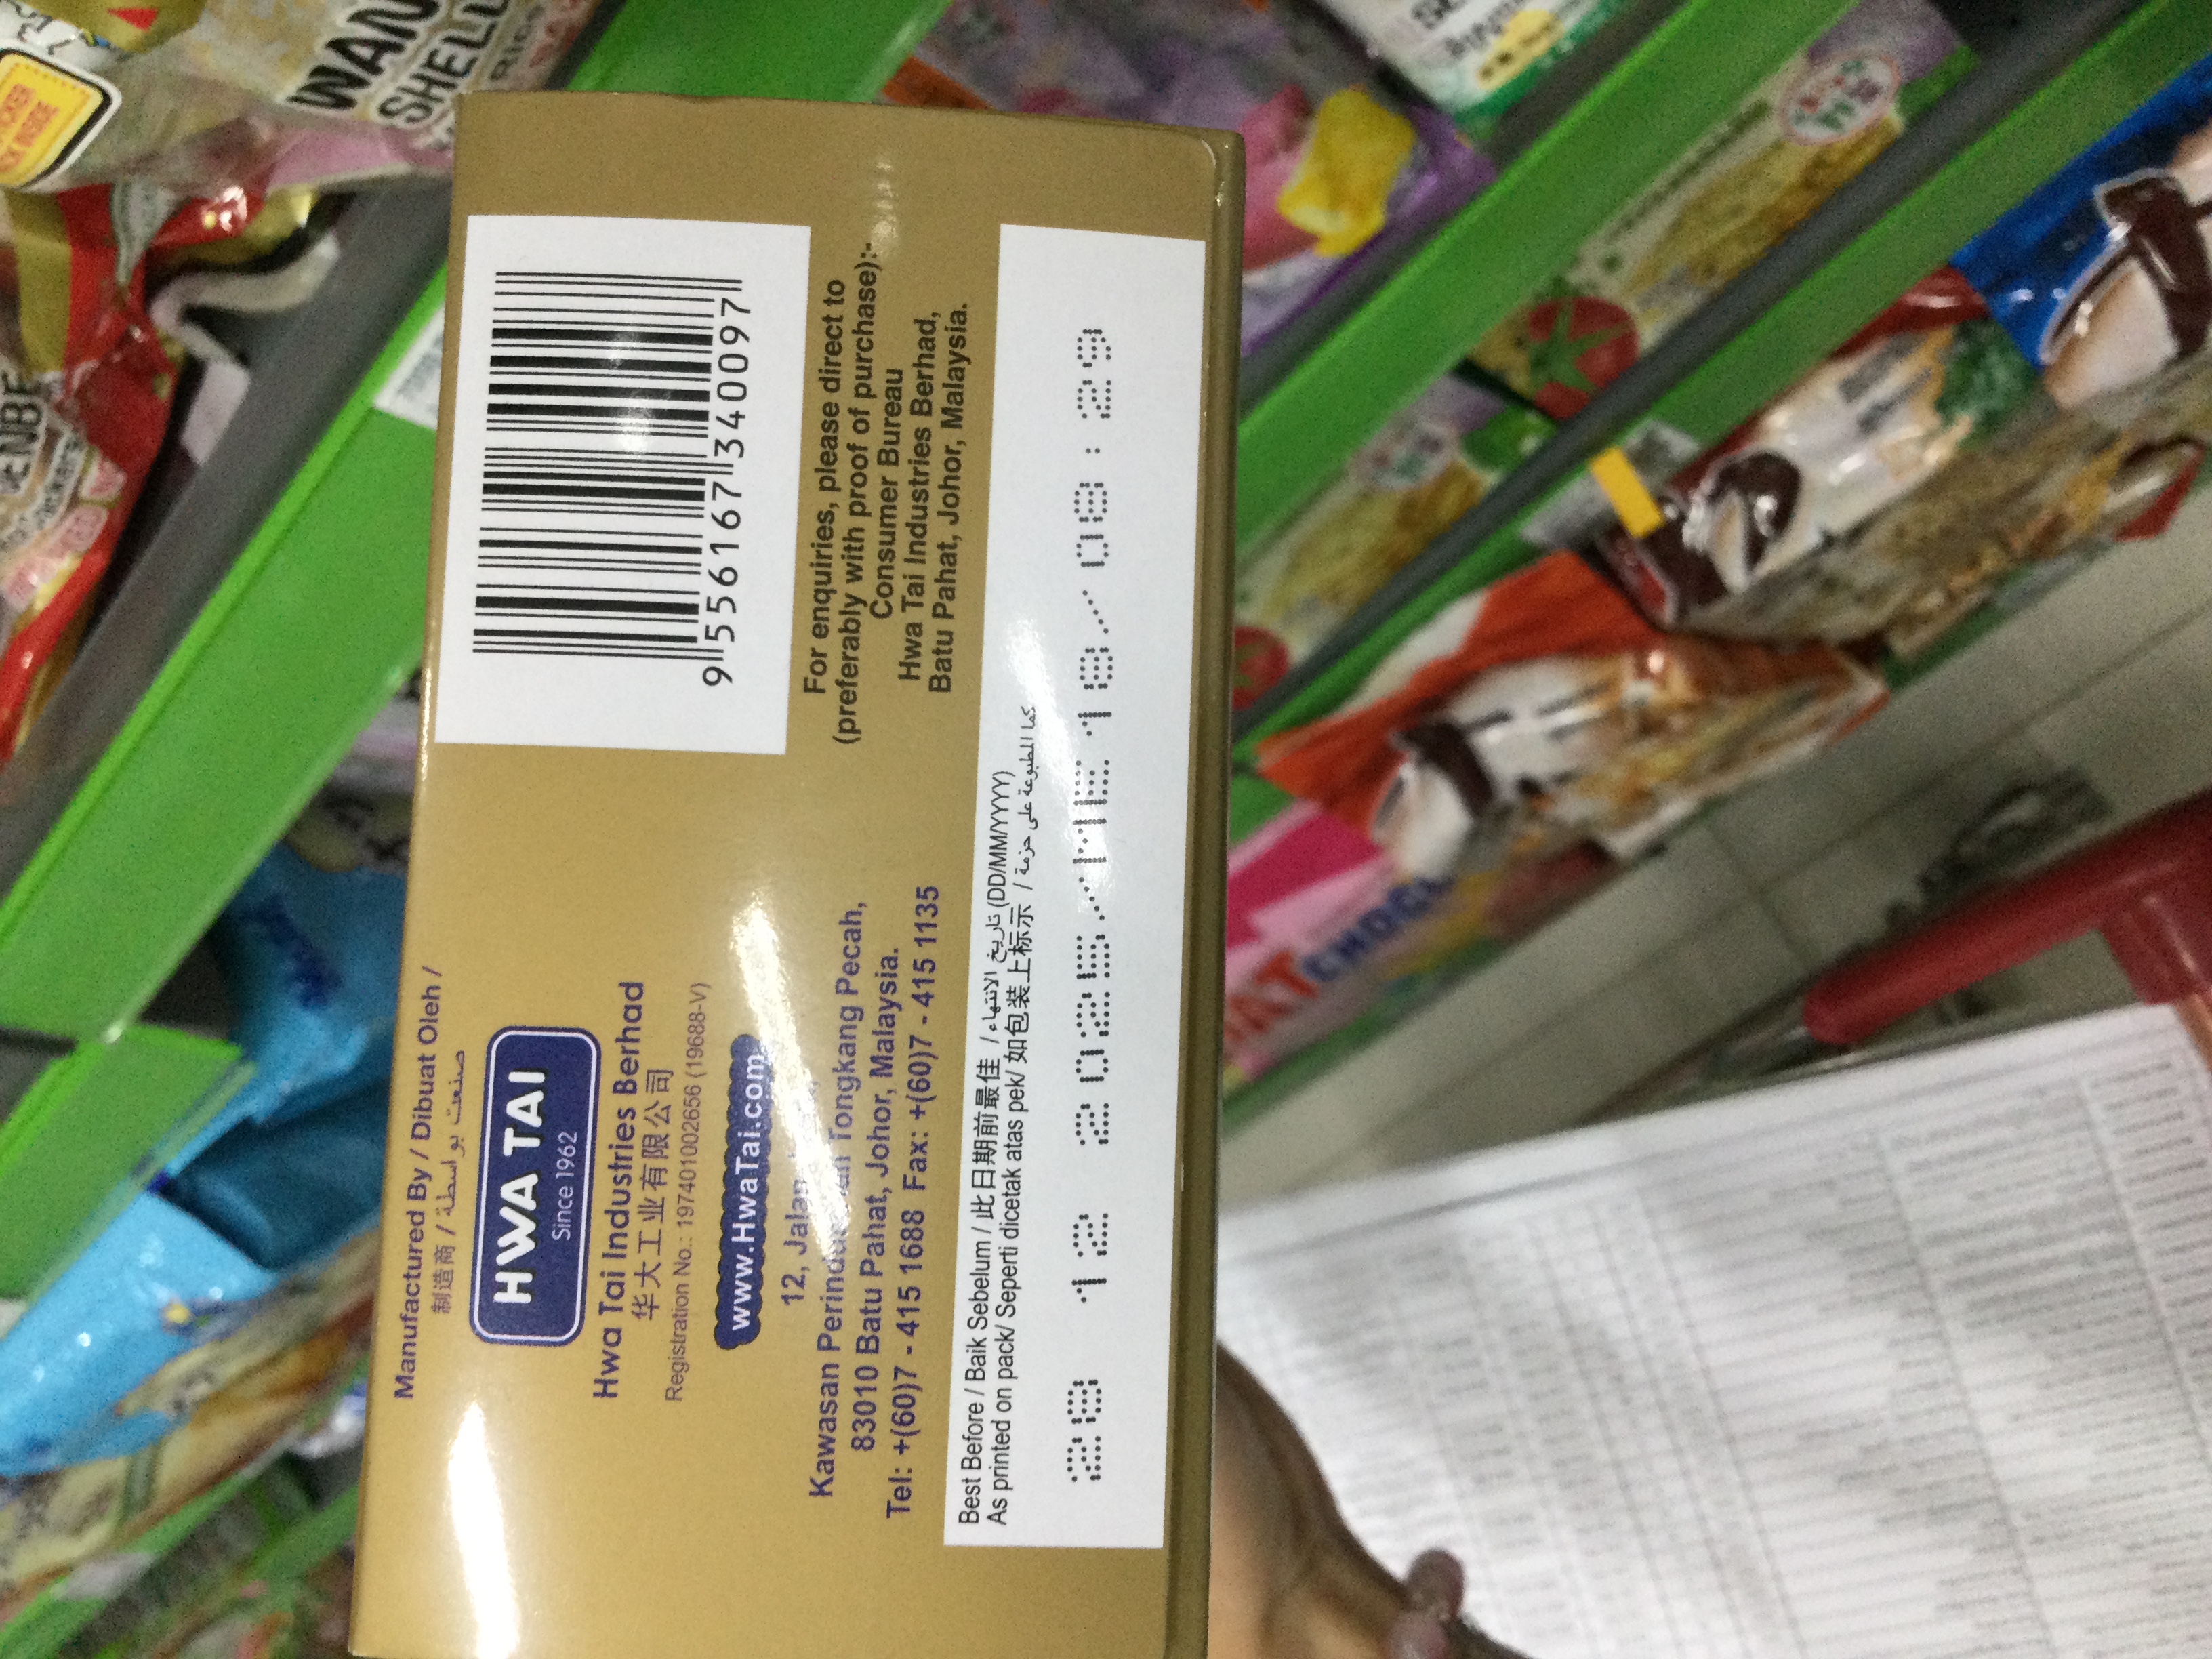 Manufactured By / Dibuat Oleh /
制造商 / صنعت بواسطة
HWA TAI
Since 1962
Hwa Tai Industries Berhad
华大工业有限公司
Registration No.: 197401002656 (19688-V)
www.HwaTai.com
12, Jalan
Kawasan Perindustrian Tongkang Pecah,
83010 Batu Pahat, Johor, Malaysia.
Tel: +(60)7 - 415 1688 Fax: +(60)7 - 415 1135
9 556167 340097
For enquiries, please direct to
(preferably with proof of purchase):-
Consumer Bureau
Hwa Tai Industries Berhad,
Batu Pahat, Johor, Malaysia.
Best Before / Baik Sebelum / 此日期前最佳 / تاريخ الانتهاء (DD/MM/YYYY)
As printed on pack/ Seperti dicetak atas pek/ 如包装上标示 / كما المطبوعة على حزمة
28 12 2025/ME 18/08:29
WAN
SHELL
RIC